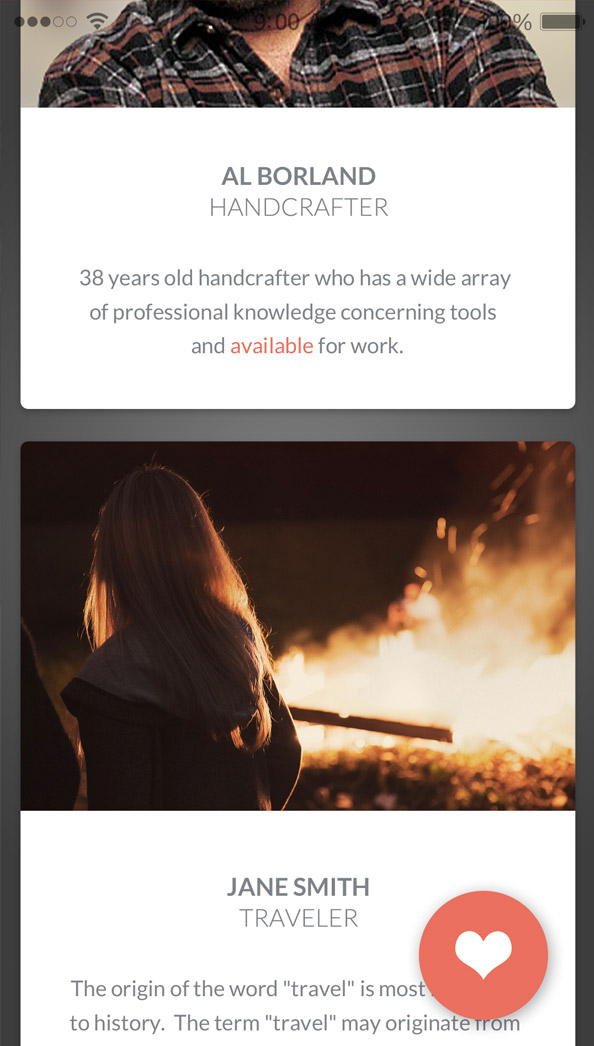 9:00
AL BORLAND
HANDCRAFTER
38 years old handcrafter who has a wide array
of professional knowledge concerning tools
and available for work.
JANE SMITH
TRAVELER
The origin of the word "travel" is most
to history. The term "travel" may originate from